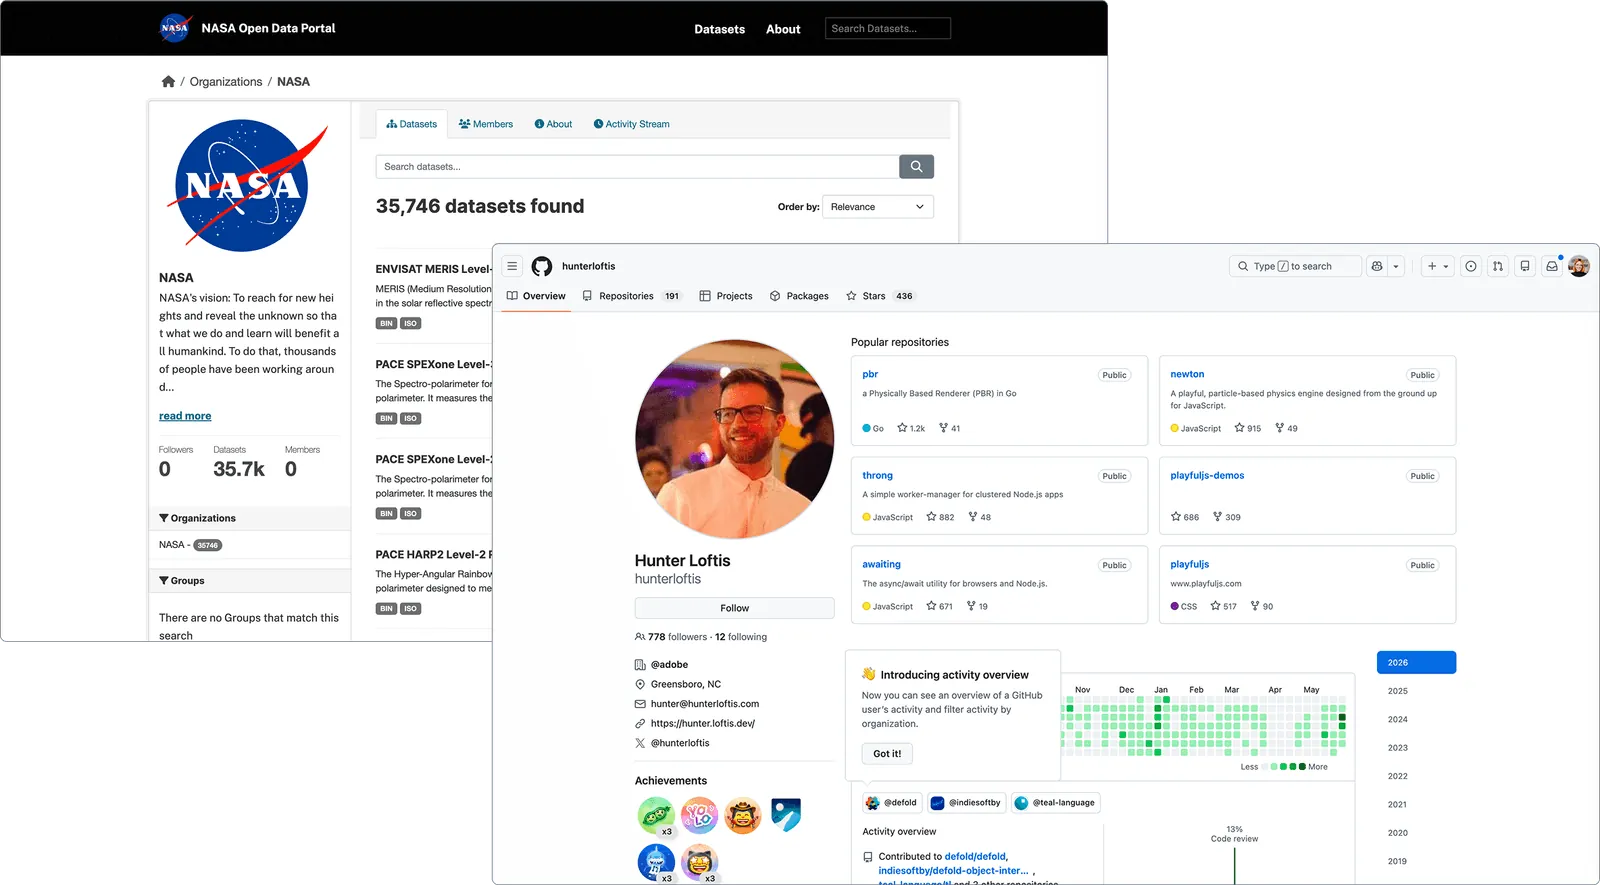 NASA
NASA Open Data Portal
Datasets
About
Search Datasets...
/ Organizations / NASA
NASA
NASA
NASA's vision: To reach for new hei
ghts and reveal the unknown so tha
t what we do and learn will benefit a
ll humankind. To do that, thousands
of people have been working aroun
d...
read more
Followers Datasets Members
0 35.7k 0
Organizations
NASA - 35746
Groups
There are no Groups that match this
search
Datasets Members About Activity Stream
Search datasets...
35,746 datasets found
Order by: Relevance
ENVISAT MERIS Level-
MERIS (Medium Resolution
in the solar reflective spectr
BIN ISO
PACE SPEXone Level-
The Spectro-polarimeter for
polarimeter. It measures the
BIN ISO
PACE SPEXone Level-2
The Spectro-polarimeter for
polarimeter. It measures the
BIN ISO
PACE HARP2 Level-2 F
The Hyper-Angular Rainbow
polarimeter designed to me
BIN ISO
hunterloftis
Type / to search
Overview Repositories 191 Projects Packages Stars 436
Hunter Loftis
hunterloftis
Follow
778 followers · 12 following
@adobe
Greensboro, NC
hunter@hunterloftis.com
https://hunter.loftis.dev/
@hunterloftis
Achievements
x3
YOLO
x3
x3
Popular repositories
pbr Public
a Physically Based Renderer (PBR) in Go
Go 1.2k 41
newton Public
A playful, particle-based physics engine designed from the ground up
for JavaScript.
JavaScript 915 49
throng Public
A simple worker-manager for clustered Node.js apps
JavaScript 882 48
playfuljs-demos Public
686 309
awaiting Public
The async/await utility for browsers and Node.js.
JavaScript 671 19
playfuljs Public
www.playfuljs.com
CSS 517 90
👋 Introducing activity overview
Now you can see an overview of a GitHub
user's activity and filter activity by
organization.
Got it!
Nov Dec Jan Feb Mar Apr May
Less More
2026
2025
2024
2023
2022
2021
2020
2019
@defold @indiesoftby @teal-language
Activity overview
Contributed to defold/defold,
indiesoftby/defold-object-inter... ,
teal-language/tl and 2 other repositories
13%
Code review